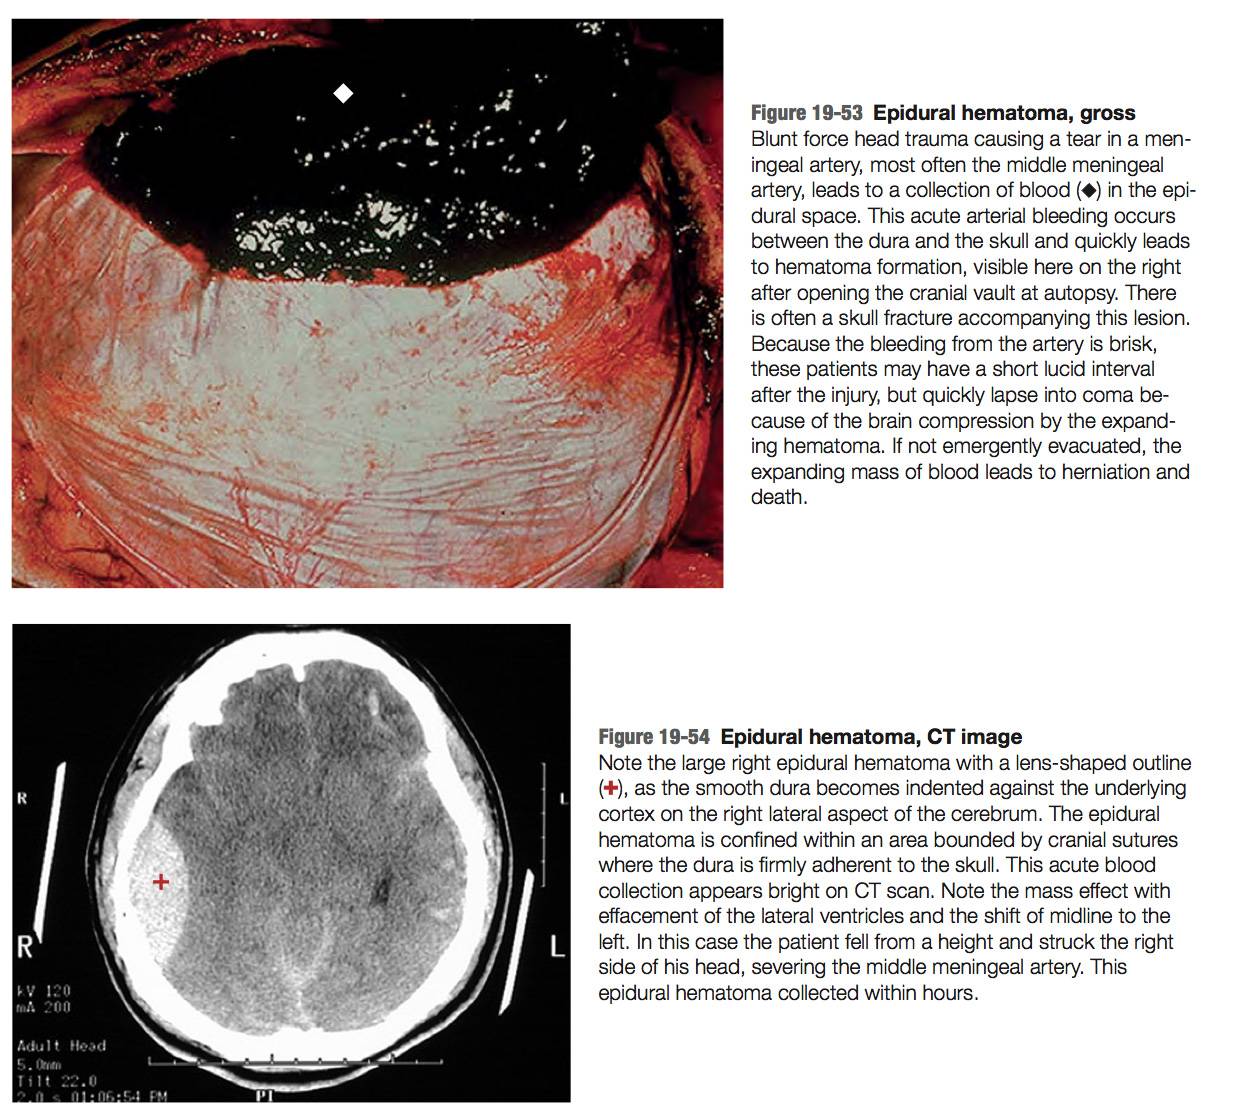 Figure 19-53 Epidural hematoma, gross
Blunt force head trauma causing a tear in a men-
ingeal artery, most often the middle meningeal
artery, leads to a collection of blood (◆) in the epi-
dural space. This acute arterial bleeding occurs
between the dura and the skull and quickly leads
to hematoma formation, visible here on the right
after opening the cranial vault at autopsy. There
is often a skull fracture accompanying this lesion.
Because the bleeding from the artery is brisk,
these patients may have a short lucid interval
after the injury, but quickly lapse into coma be-
cause of the brain compression by the expand-
ing hematoma. If not emergently evacuated, the
expanding mass of blood leads to herniation and
death.
R
L
R
L
kV 120
mA 200
Adult Head
5.0mm
Tilt 22.0
2.0 s 01:06:54 PM
PI
Figure 19-54 Epidural hematoma, CT image
Note the large right epidural hematoma with a lens-shaped outline
(+), as the smooth dura becomes indented against the underlying
cortex on the right lateral aspect of the cerebrum. The epidural
hematoma is confined within an area bounded by cranial sutures
where the dura is firmly adherent to the skull. This acute blood
collection appears bright on CT scan. Note the mass effect with
effacement of the lateral ventricles and the shift of midline to the
left. In this case the patient fell from a height and struck the right
side of his head, severing the middle meningeal artery. This
epidural hematoma collected within hours.